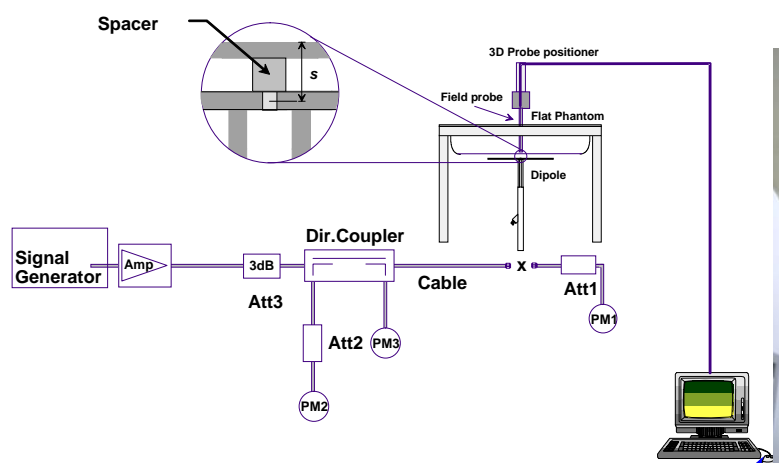 Spacer
s
3D Probe positioner
Field probe
Flat Phantom
Dipole
Dir.Coupler
Signal
Generator
Amp
3dB
Att3
Cable
x
Att1
PM1
Att2
PM3
PM2